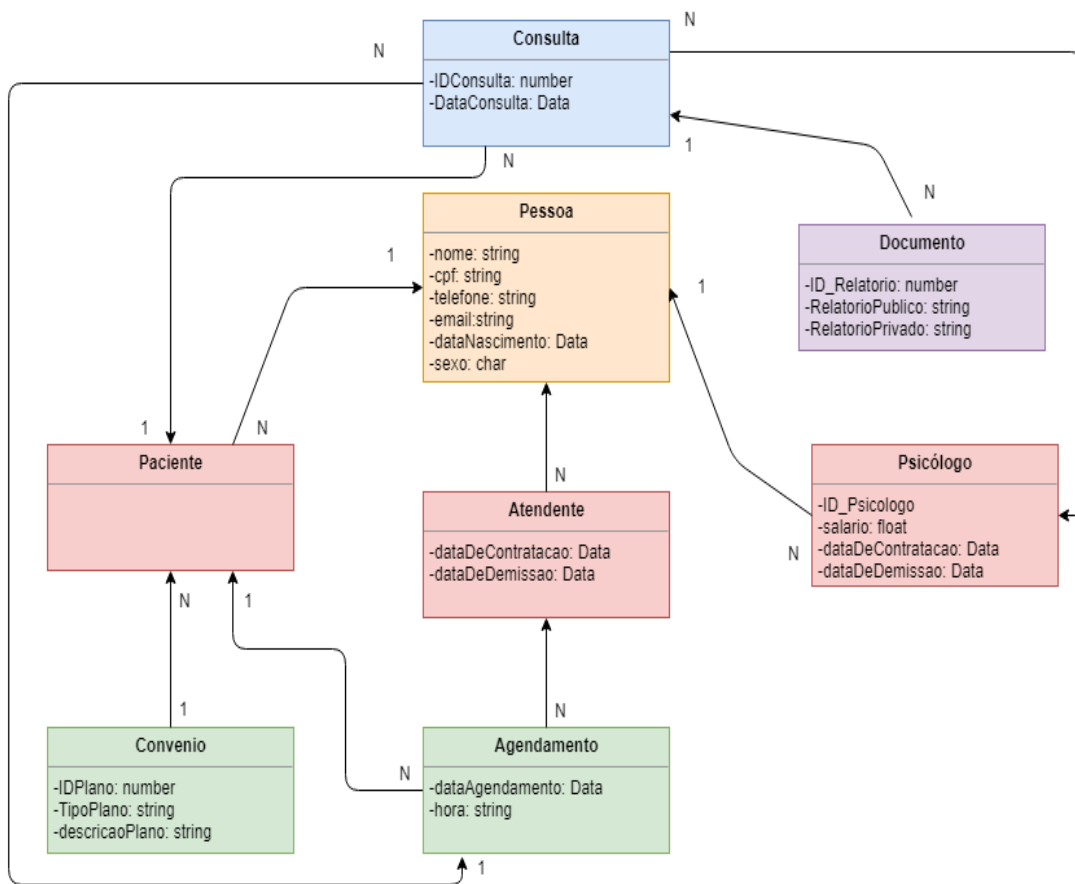 N
N
Consulta
-IDConsulta: number
-DataConsulta: Data
N
1
N
Pessoa
-nome: string
-cpf: string
-telefone: string
-email:string
-dataNascimento: Data
-sexo: char
1
1
Documento
-ID_Relatorio: number
-RelatorioPublico: string
-RelatorioPrivado: string
1
N
Paciente
N
Atendente
-dataDeContratacao: Data
-dataDeDemissao: Data
Psicólogo
-ID_Psicologo
-salario: float
-dataDeContratacao: Data
-dataDeDemissao: Data
N
N
1
1
N
Convenio
-IDPlano: number
-TipoPlano: string
-descricaoPlano: string
N
Agendamento
-dataAgendamento: Data
-hora: string
1